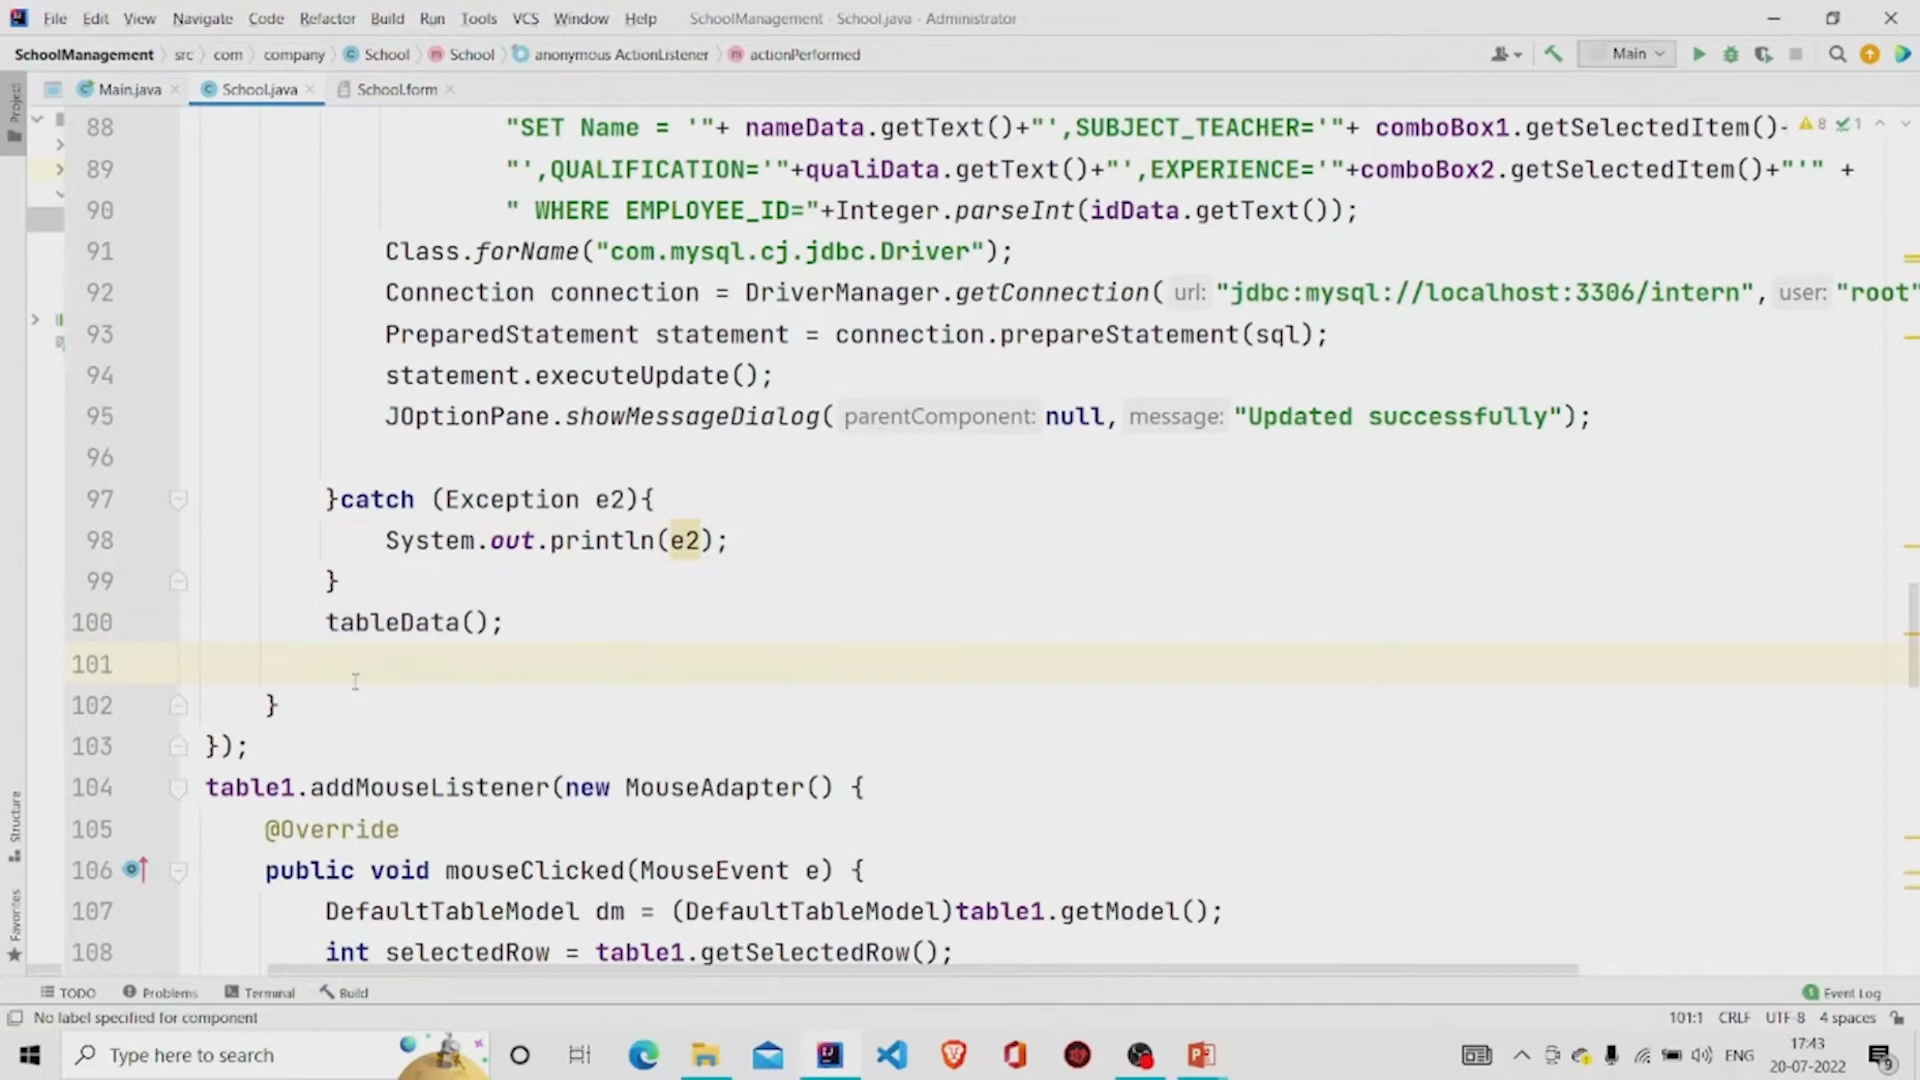 File Edit View Navigate Code Refactor Build Run Tools VCS Window Help SchoolManagement - School.java - Administrator
SchoolManagement src com company School School anonymous ActionListener actionPerformed Main
Project
Main.java School.java School.form
88 "SET Name = '"+ nameData.getText()+"',SUBJECT_TEACHER='"+ comboBox1.getSelectedItem()- 8 1
89 "',QUALIFICATION='"+qualiData.getText()+"',EXPERIENCE='"+comboBox2.getSelectedItem()+"'" +
90 " WHERE EMPLOYEE_ID="+Integer.parseInt(idData.getText());
91 Class.forName("com.mysql.cj.jdbc.Driver");
92 Connection connection = DriverManager.getConnection( url: "jdbc:mysql://localhost:3306/intern", user: "root"
93 PreparedStatement statement = connection.prepareStatement(sql);
94 statement.executeUpdate();
95 JOptionPane.showMessageDialog( parentComponent: null, message: "Updated successfully");
96
97 }catch (Exception e2){
98 System.out.println(e2);
99 }
100 tableData();
101
102 }
103 });
104 table1.addMouseListener(new MouseAdapter() {
105 @Override
106 public void mouseClicked(MouseEvent e) {
107 DefaultTableModel dm = (DefaultTableModel)table1.getModel();
108 int selectedRow = table1.getSelectedRow();
Structure
Favorites
TODO Problems Terminal Build 1 Event Log
No label specified for component 101:1 CRLF UTF-8 4 spaces
Type here to search ENG 17:43
20-07-2022 9